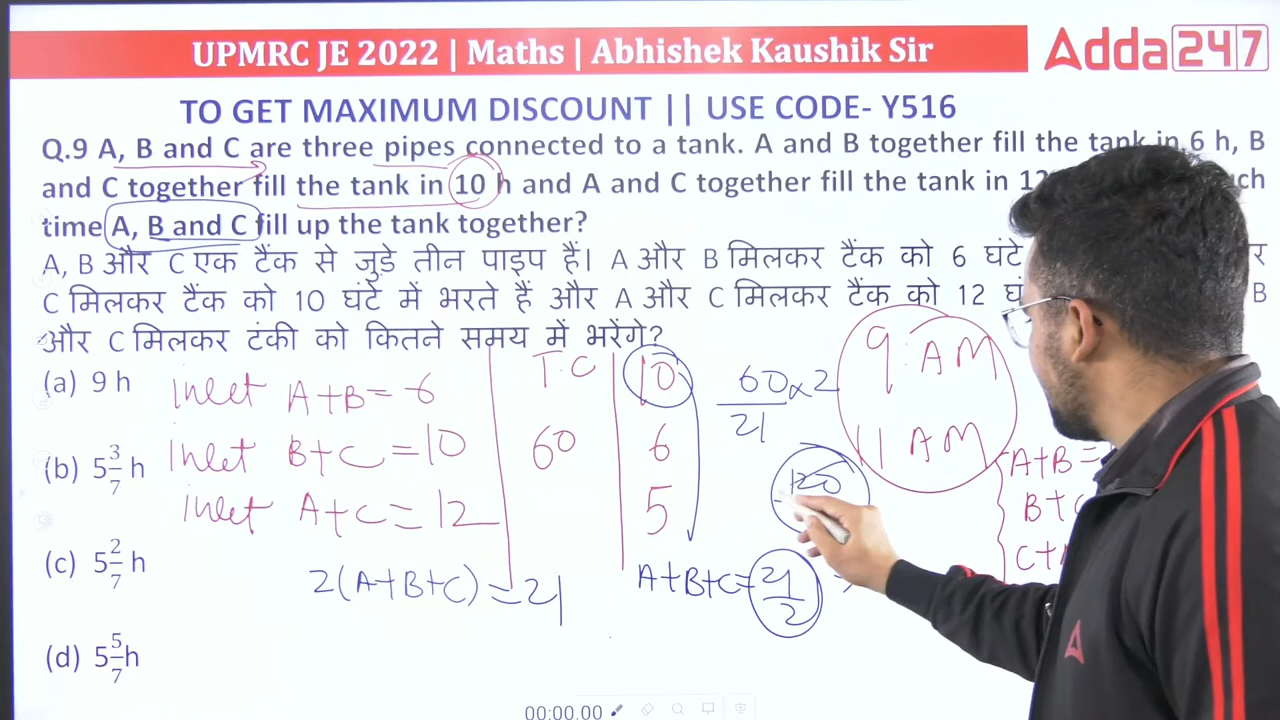 UPMRC JE 2022 | Maths | Abhishek Kaushik Sir
Adda247
TO GET MAXIMUM DISCOUNT || USE CODE- Y516
Q.9 A, B and C are three pipes connected to a tank. A and B together fill the tank in 6 h, B
and C together fill the tank in 10 h and A and C together fill the tank in
time A, B and C fill up the tank together?
A, B और C एक टैंक से जुड़े तीन पाइप हैं। A और B मिलकर टैंक को 6 घंटे
C मिलकर टैंक को 10 घंटे में भरते हैं और A और C मिलकर टैंक को 12 B
और C मिलकर टंकी को कितने समय में भरेंगे?
(a) 9 h
(b) 5 3/7 h
(c) 5 2/7 h
(d) 5 5/7 h
T.C
Inlet A+B=6 10
Inlet B+C=10 60 6
Inlet A+C=12 5
2(A+B+C)=21
A+B+C=21/2
60×2/21
120
9:AM
11 AM
A+B=
B+C
C+A
00:00.00